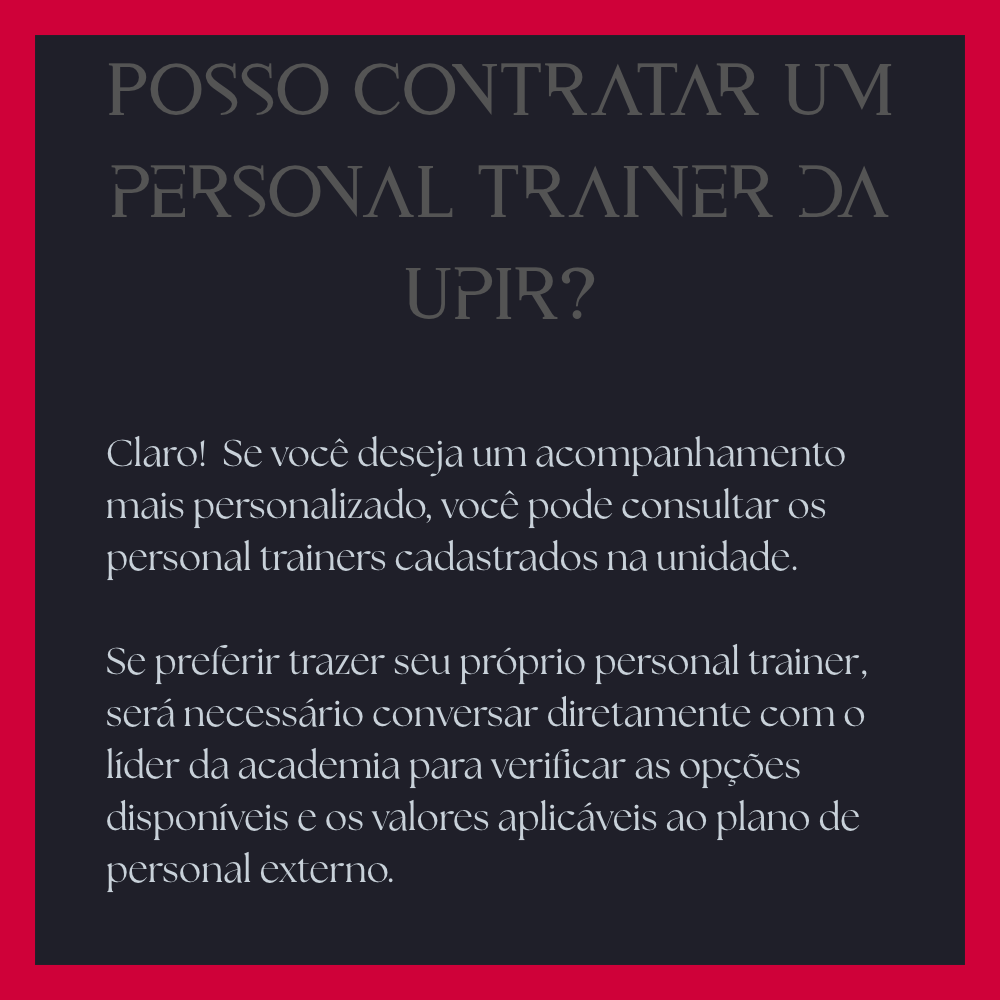 POSSO CONTRATAR UM
PERSONAL TRAINER DA
UPIR?
Claro!  Se você deseja um acompanhamento
mais personalizado, você pode consultar os
personal trainers cadastrados na unidade.
Se preferir trazer seu próprio personal trainer,
será necessário conversar diretamente com o
líder da academia para verificar as opções
disponíveis e os valores aplicáveis ao plano de
personal externo.